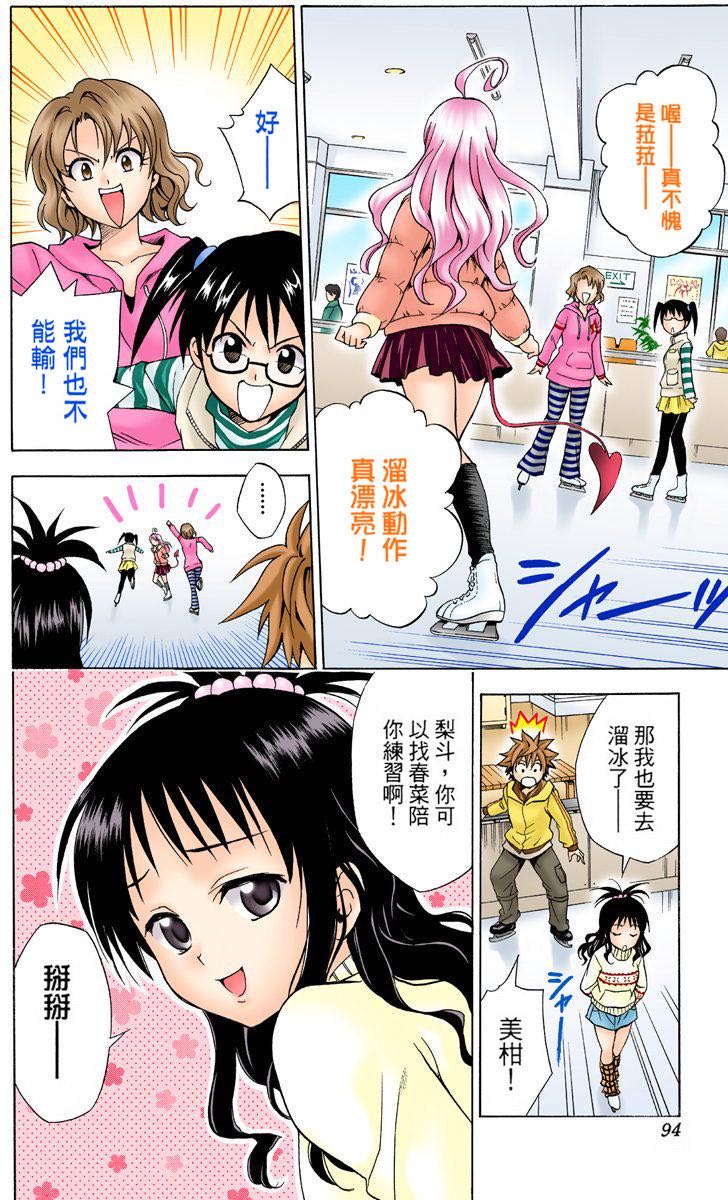 喔——真不愧
是菈菈——
EXIT
溜冰動作
真漂亮！
シャーッ
好——
我們也不
能輸！
……
那我也要去
溜冰了——
シャー
美柑！
梨斗，你可
以找春菜陪
你練習啊！
掰掰——
94